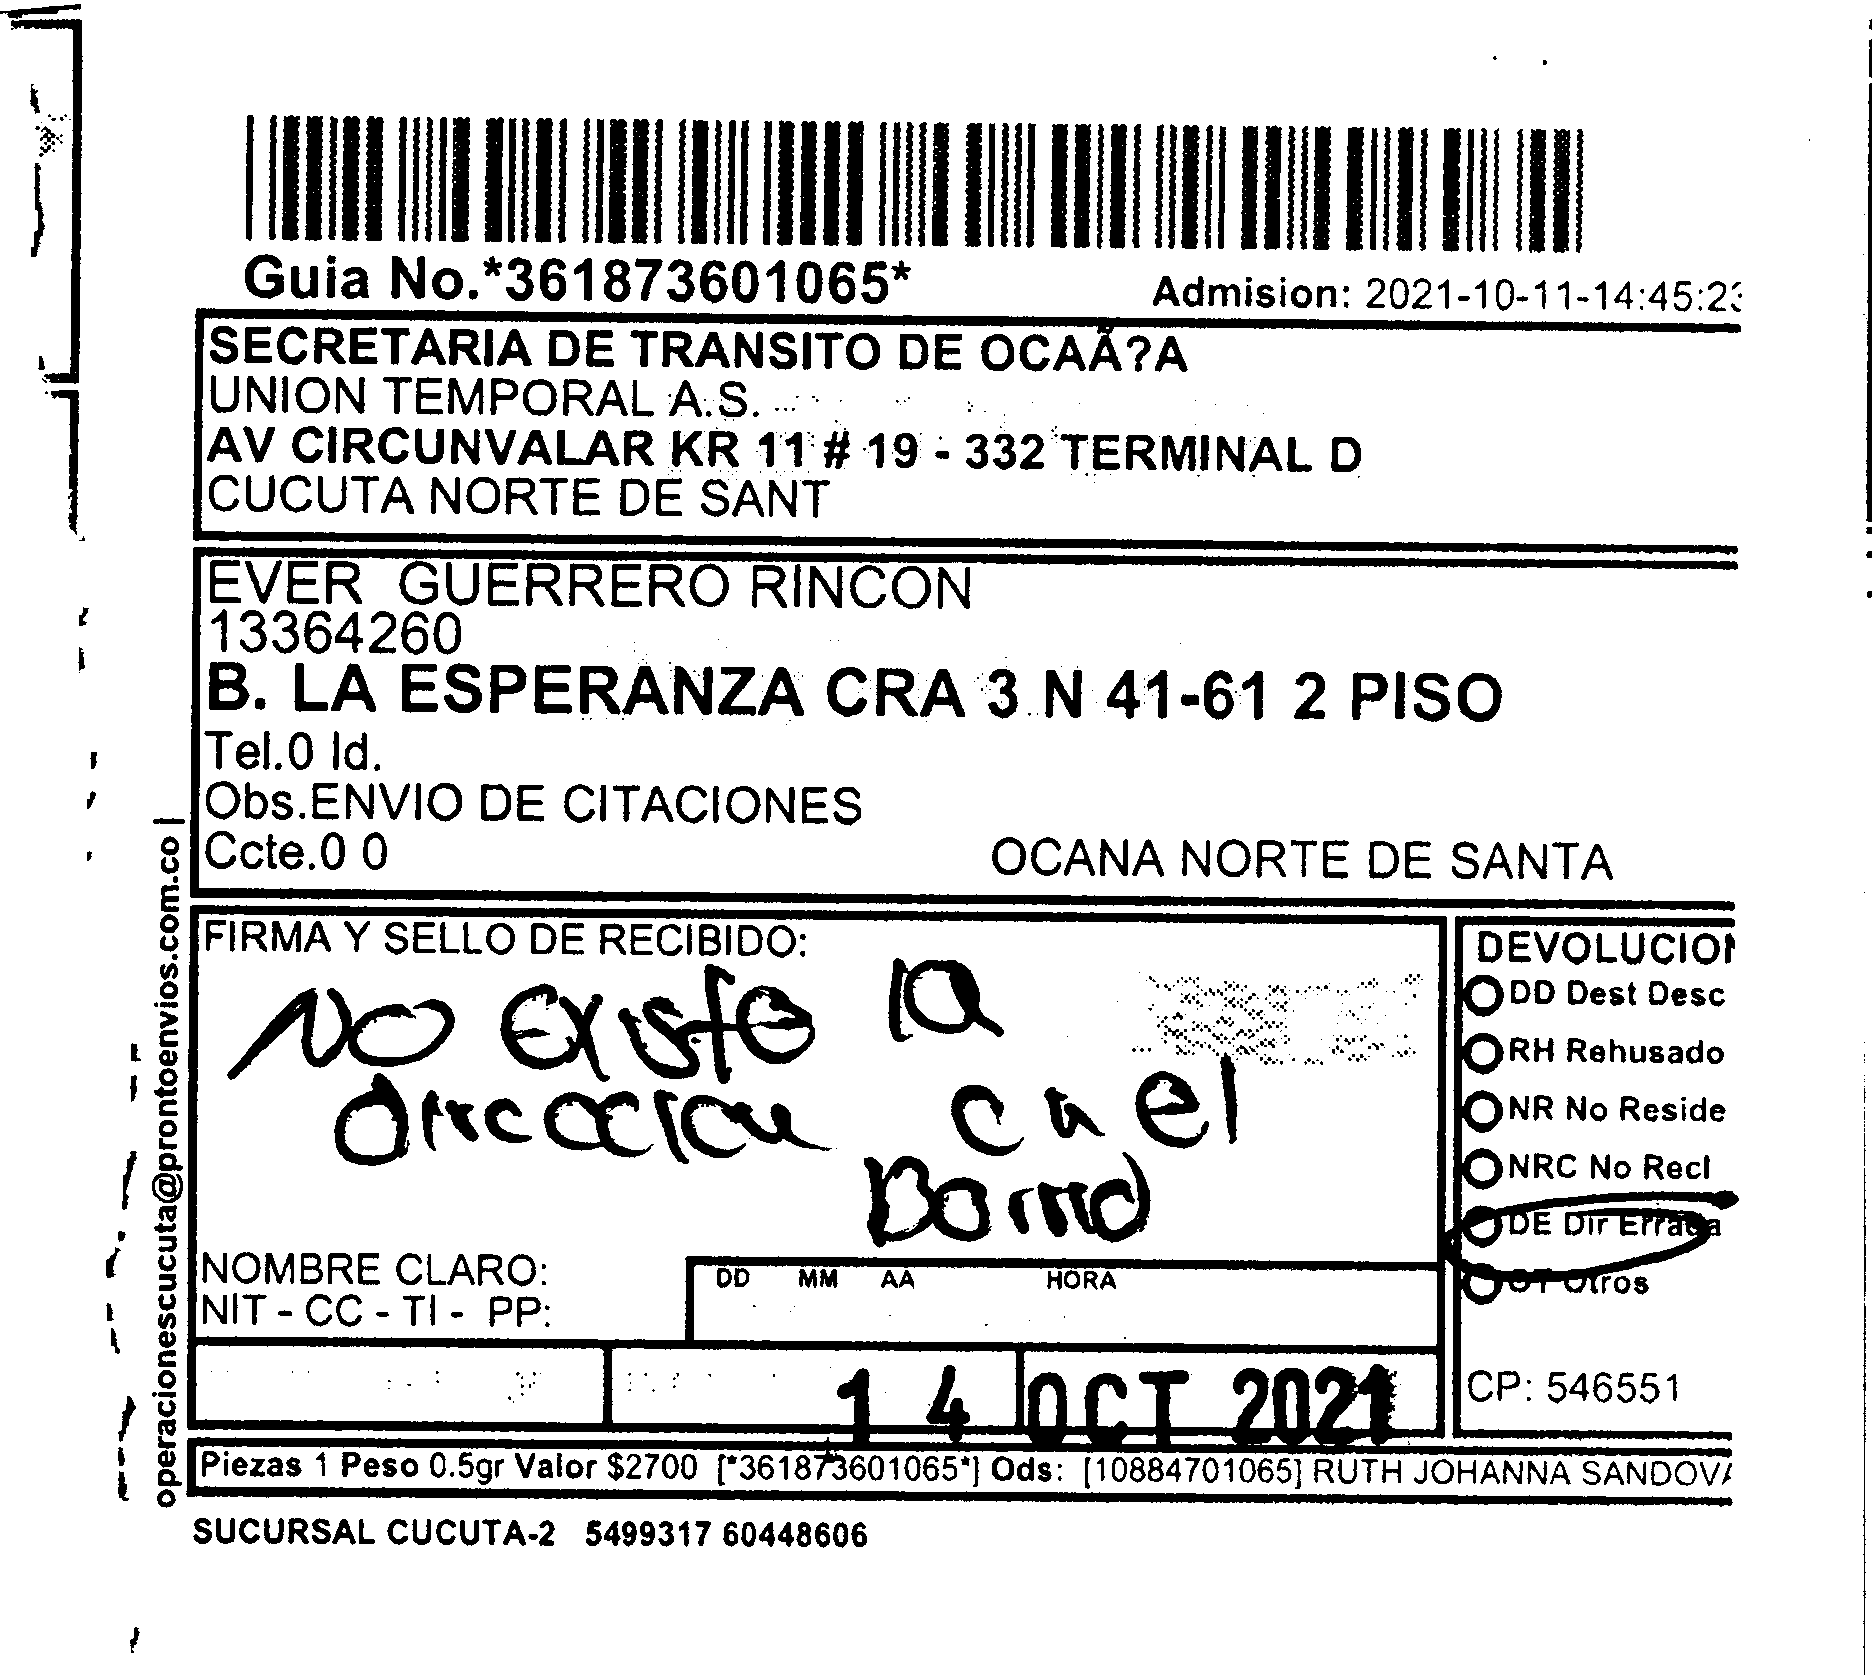 Guia No.*361873601065*
Admision: 2021-10-11-14:45:23
SECRETARIA DE TRANSITO DE OCAÃ?A
UNION TEMPORAL A.S.
AV CIRCUNVALAR KR 11 # 19 - 332 TERMINAL D
CUCUTA NORTE DE SANT
EVER GUERRERO RINCON
13364260
B. LA ESPERANZA CRA 3 N 41-61 2 PISO
Tel.0 Id.
Obs.ENVIO DE CITACIONES
Ccte.0 0
OCANA NORTE DE SANTA
operacionescucuta@prontoenvios.com.co |
FIRMA Y SELLO DE RECIBIDO:
No existe la
direccion en el
Barrio
NOMBRE CLARO:
NIT - CC - TI - PP:
DD MM AA HORA
14 OCT 2021
DEVOLUCION
DD Dest Desc
RH Rehusado
NR No Reside
NRC No Recl
DE Dir Errada
OT Otros
CP: 546551
Piezas 1 Peso 0.5gr Valor $2700 [*361873601065*] Ods: [10884701065] RUTH JOHANNA SANDOVA
SUCURSAL CUCUTA-2 5499317 60448606